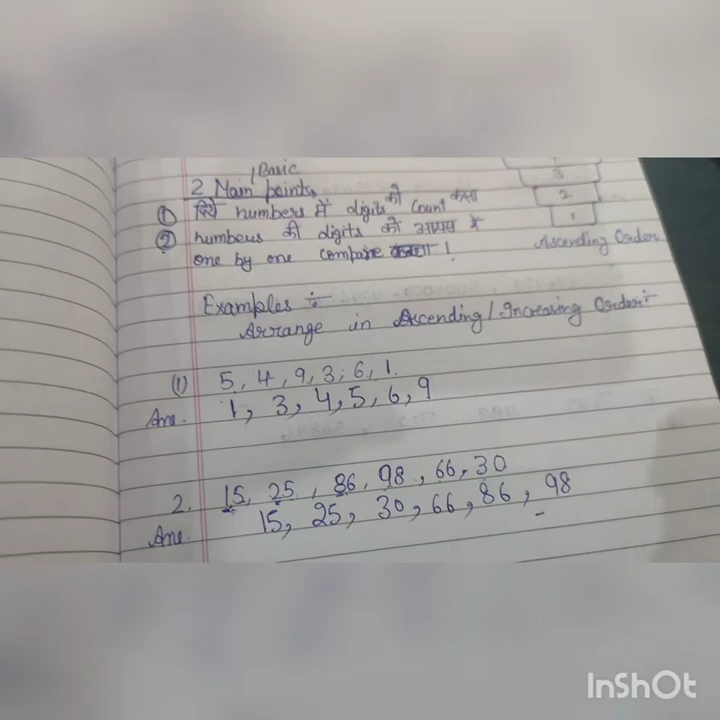 Basic
2 Main points
① दिये numbers में digits को count करना
② numbers की digits को आपस में
one by one compare करना।
3
2
1
Ascending Order
Examples ÷
Arrange in Ascending/Increasing Order:-
(1) 5, 4, 9, 3, 6, 1.
Ans. 1, 3, 4, 5, 6, 9
2. 15, 25, 86, 98, 66, 30
Ans. 15, 25, 30, 66, 86, 98
InShOt